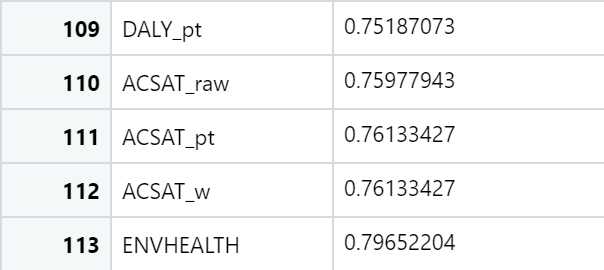 109 DALY_pt 0.75187073
110 ACSAT_raw 0.75977943
111 ACSAT_pt 0.76133427
112 ACSAT_w 0.76133427
113 ENVHEALTH 0.79652204